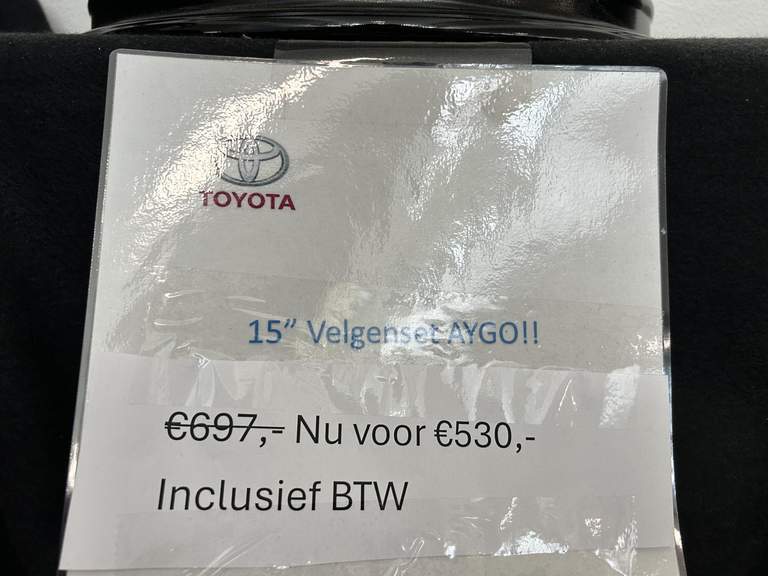 TOYOTA
15” Velgenset AYGO!!
€697,- Nu voor €530,-
Inclusief BTW